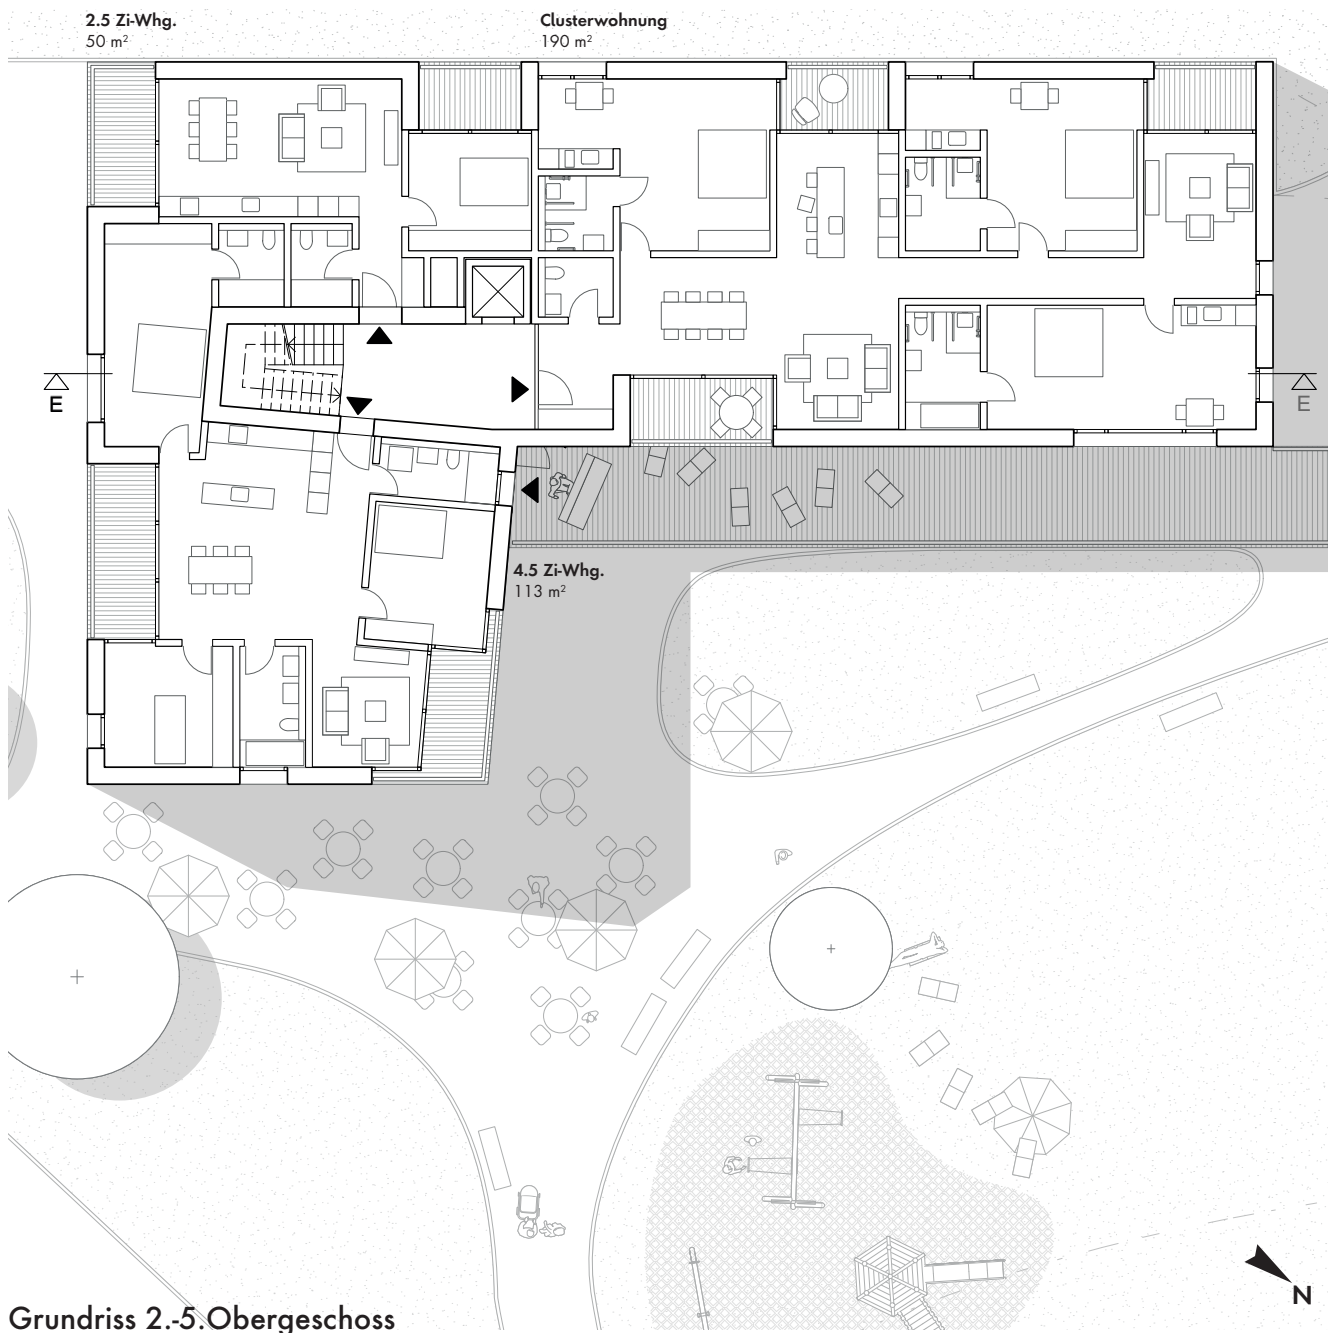 2.5 Zi-Whg.
50 m²
Clusterwohnung
190 m²
E
E
4.5 Zi-Whg.
113 m²
N
Grundriss 2.-5.Obergeschoss